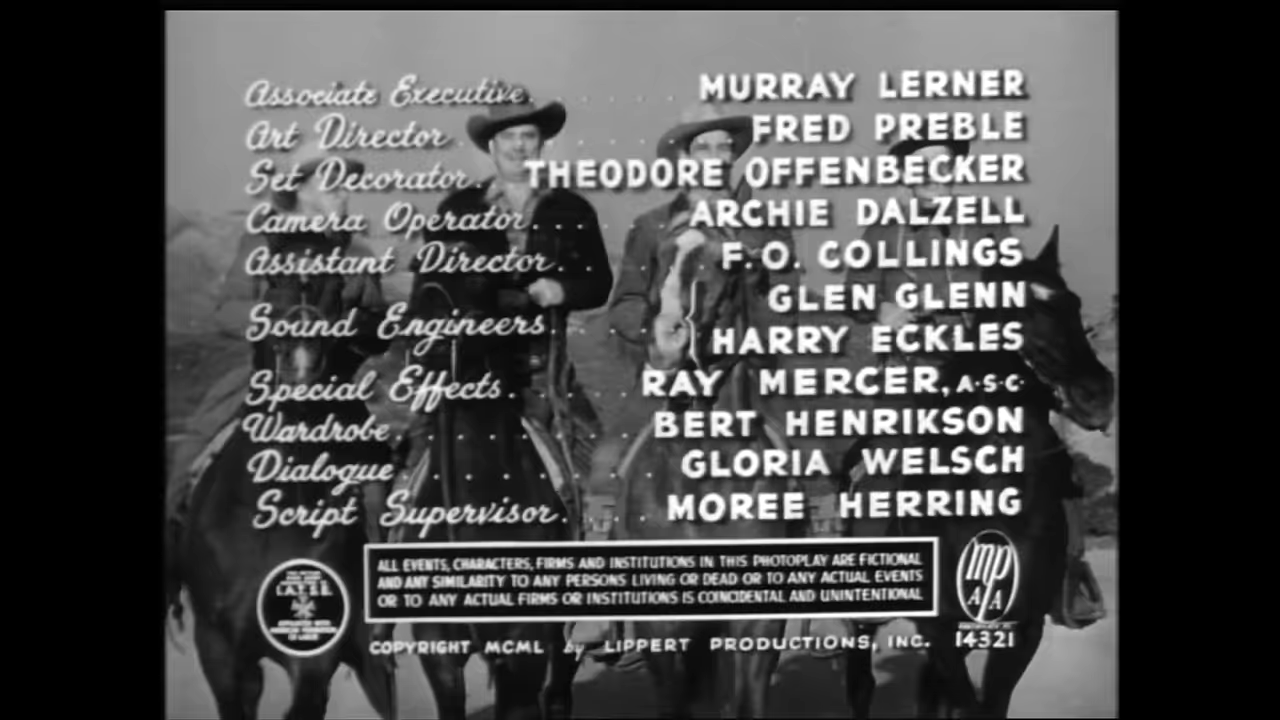 Associate Executive. . . . . . MURRAY LERNER
Art Director. . . . . . . . FRED PREBLE
Set Decorator. . THEODORE OFFENBECKER
Camera Operator. . . . . ARCHIE DALZELL
Assistant Director. . . . . F.O. COLLINGS
Sound Engineers. . . . . { GLEN GLENN
HARRY ECKLES
Special Effects. . . . . RAY MERCER, A·S·C·
Wardrobe. . . . . . . . BERT HENRIKSON
Dialogue. . . . . . . . GLORIA WELSCH
Script Supervisor. . . . MOREE HERRING
ALL EVENTS, CHARACTERS, FIRMS AND INSTITUTIONS IN THIS PHOTOPLAY ARE FICTIONAL
AND ANY SIMILARITY TO ANY PERSONS LIVING OR DEAD OR TO ANY ACTUAL EVENTS
OR TO ANY ACTUAL FIRMS OR INSTITUTIONS IS COINCIDENTAL AND UNINTENTIONAL
I.A.T.S.E.
MPAA
COPYRIGHT MCML by LIPPERT PRODUCTIONS, INC.
14321